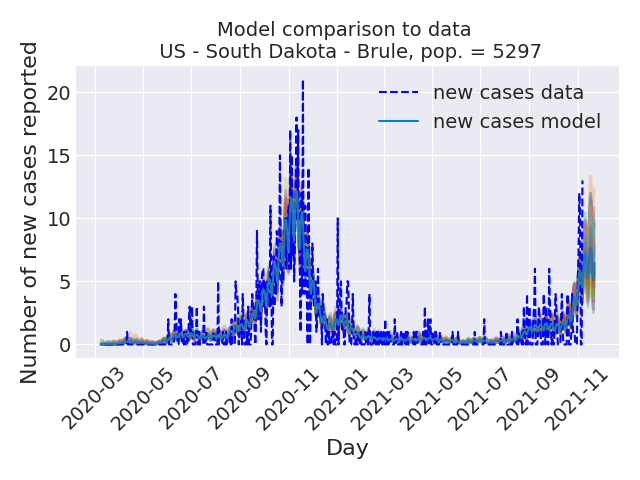 Model comparison to data
US - South Dakota - Brule, pop. = 5297
Number of new cases reported
20
15
10
5
0
new cases data
new cases model
2020-03
2020-05
2020-07
2020-09
2020-11
2021-01
2021-03
2021-05
2021-07
2021-09
2021-11
Day